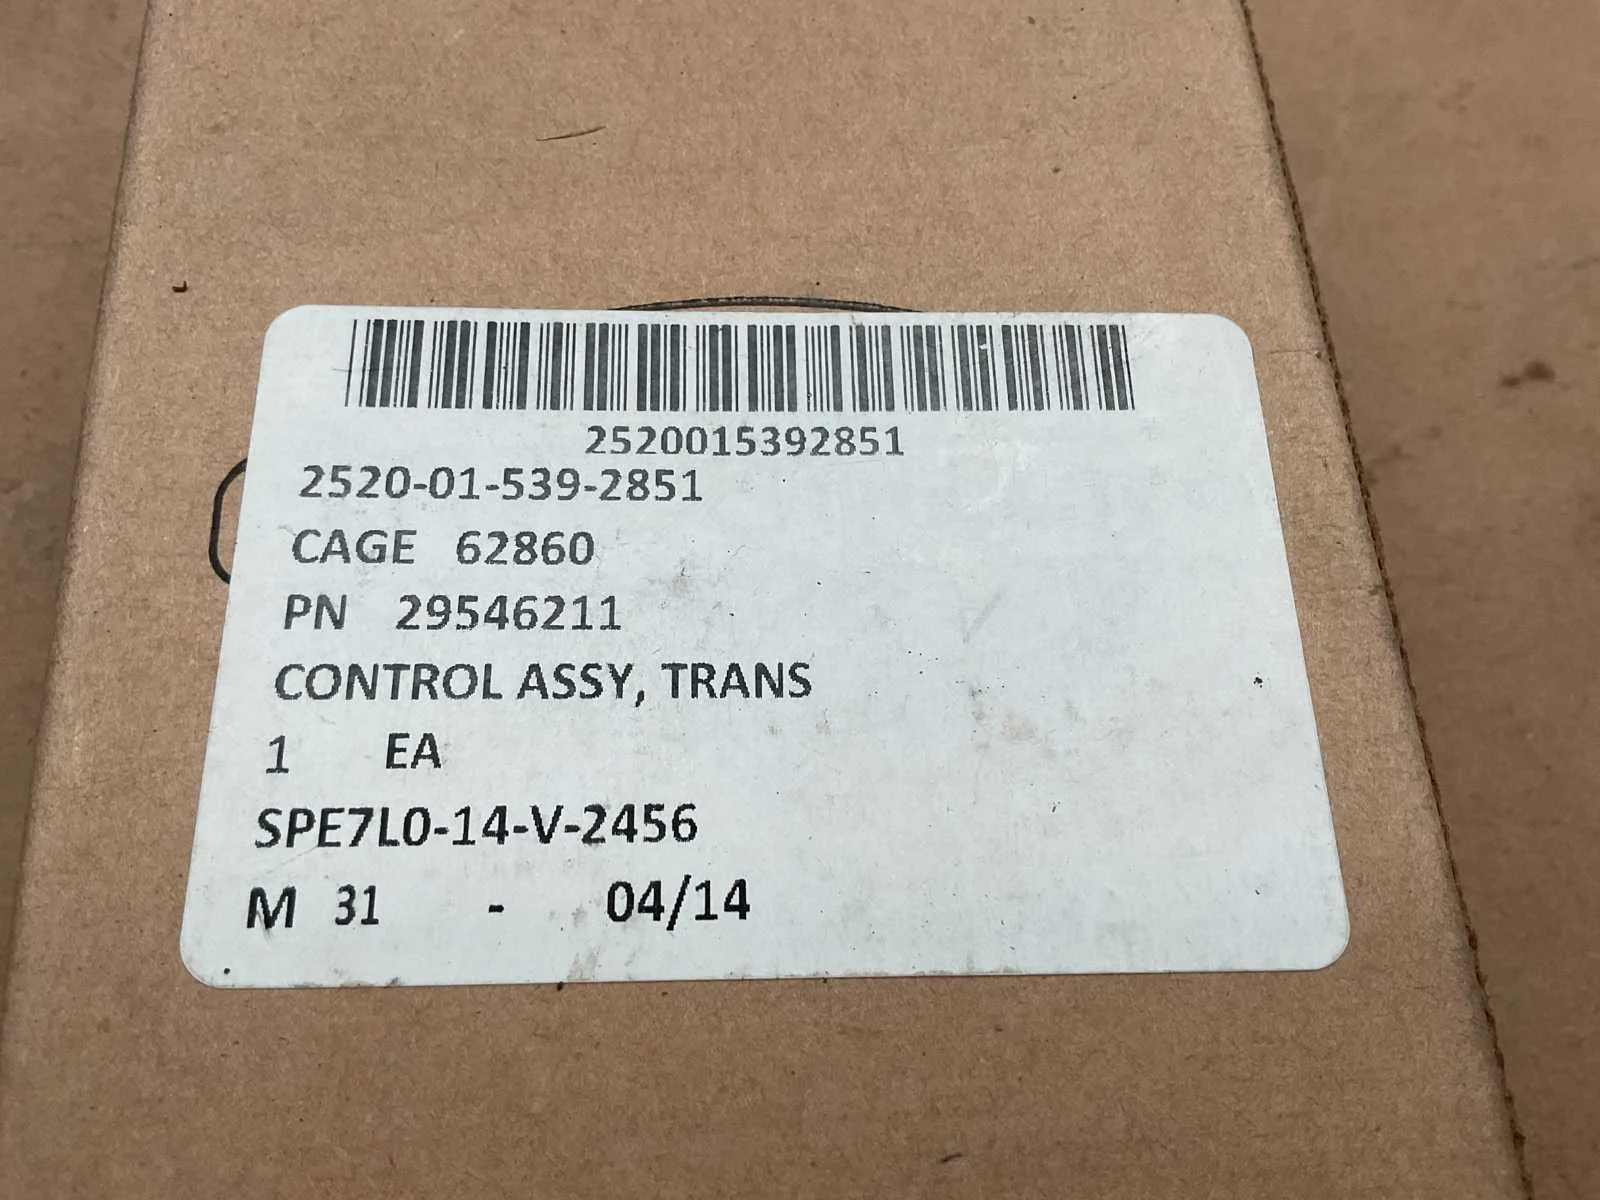 2520015392851
2520-01-539-2851
CAGE 62860
PN 29546211
CONTROL ASSY, TRANS
1 EA
SPE7L0-14-V-2456
M 31 - 04/14